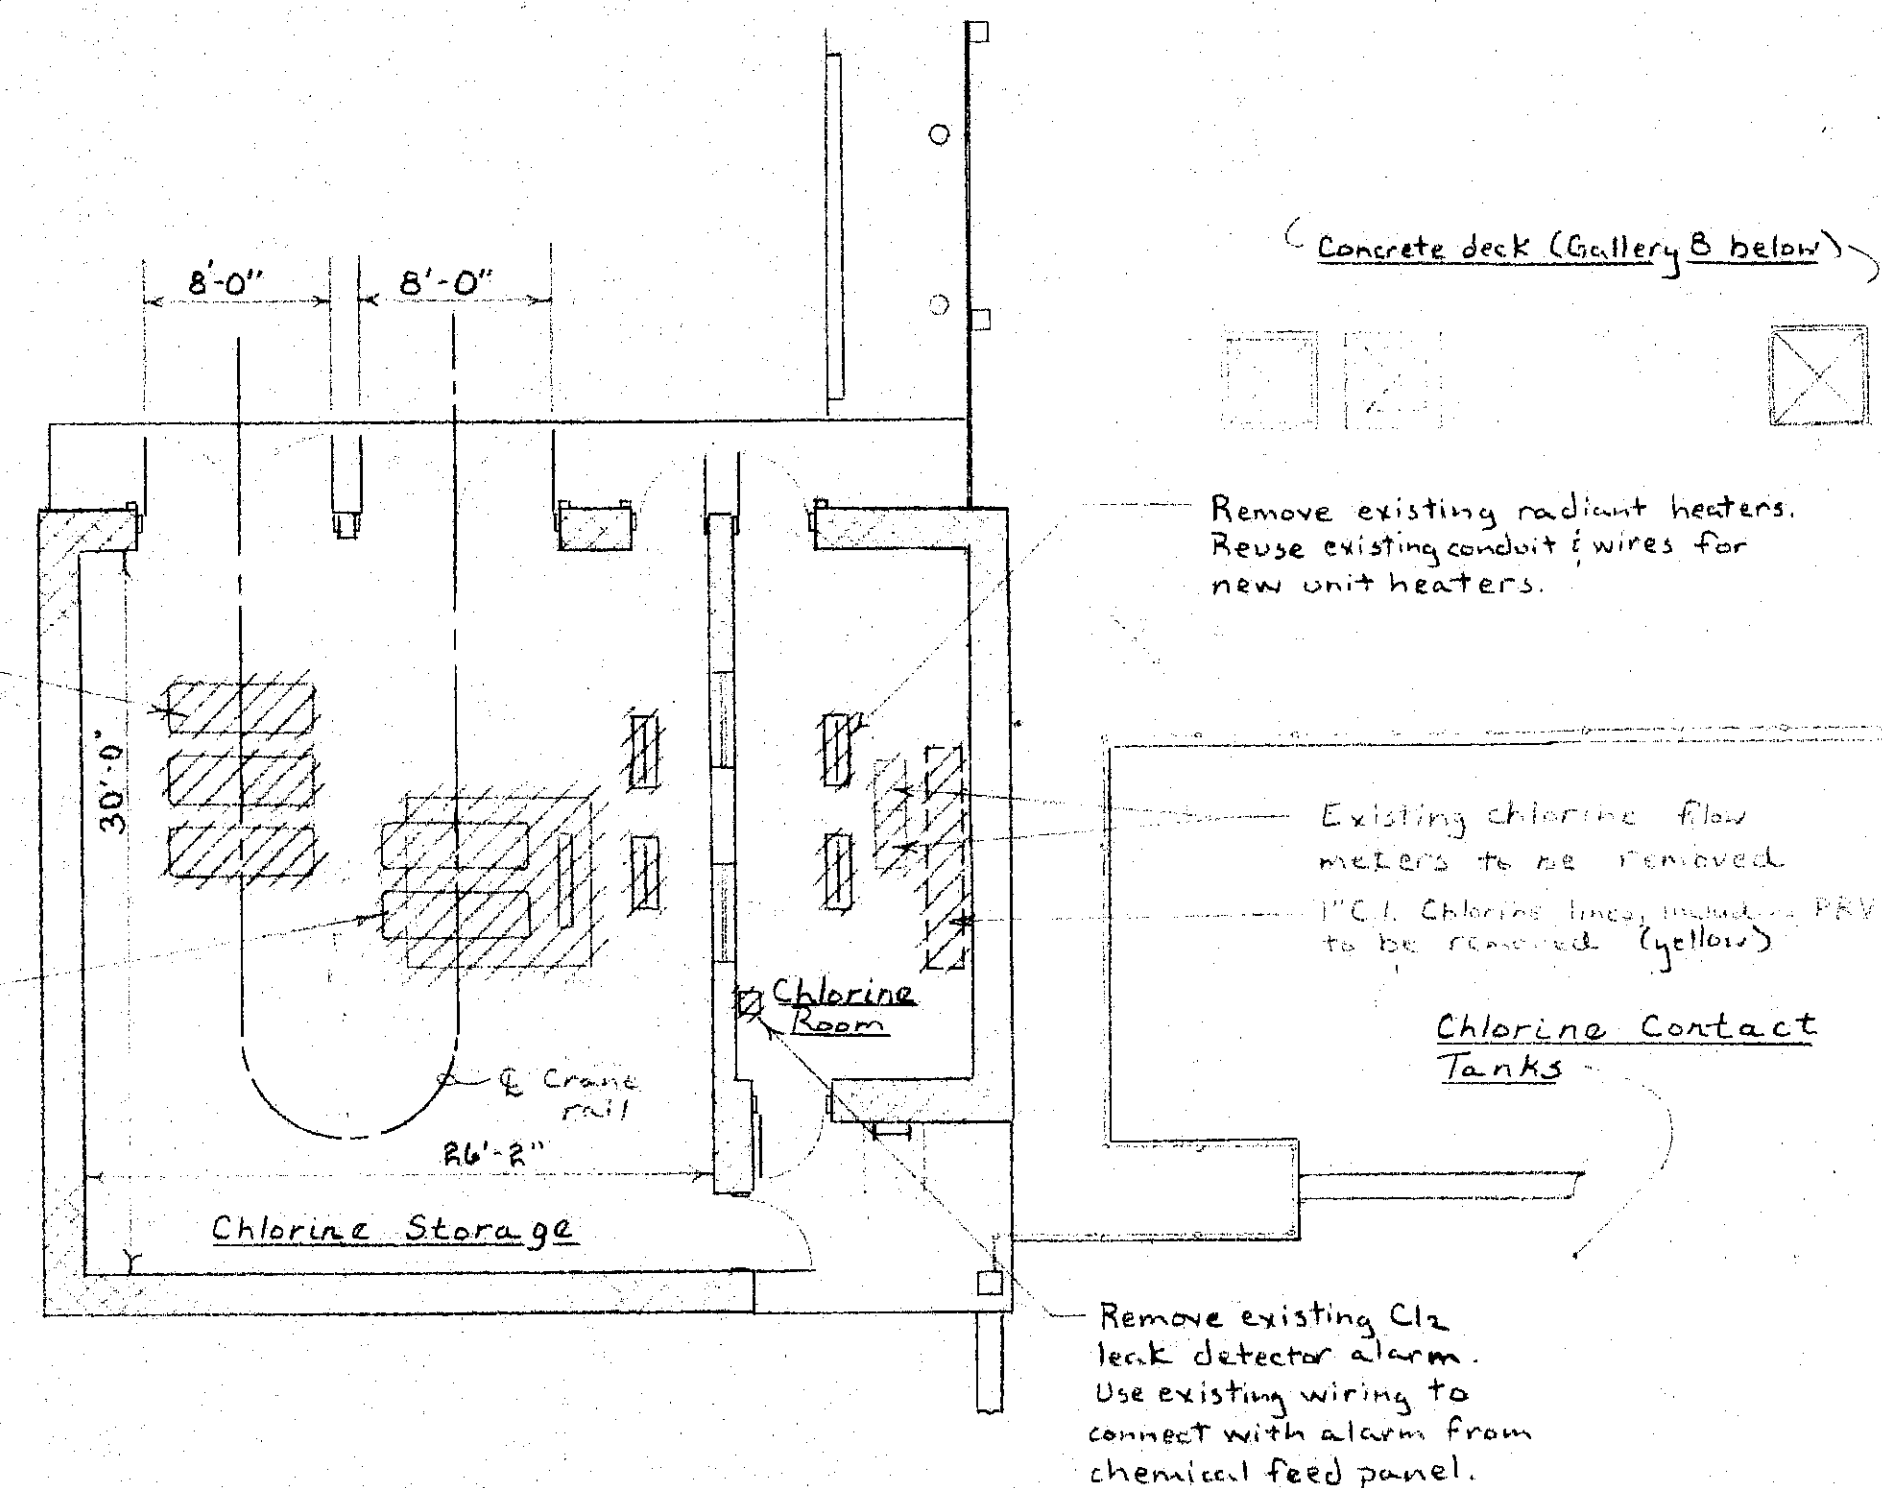 Concrete deck (Gallery B below)
8'-0"
8'-0"
Remove existing radiant heaters.
Reuse existing conduit & wires for
new unit heaters.
30'-0"
Existing chlorine flow
meters to be removed
1" C.I. Chlorine lines, including PRV
to be removed (yellow)
Chlorine
Room
Chlorine Contact
Tanks
℄ Crane
rail
26'-2"
Chlorine Storage
Remove existing Cl2
leak detector alarm.
Use existing wiring to
connect with alarm from
chemical feed panel.